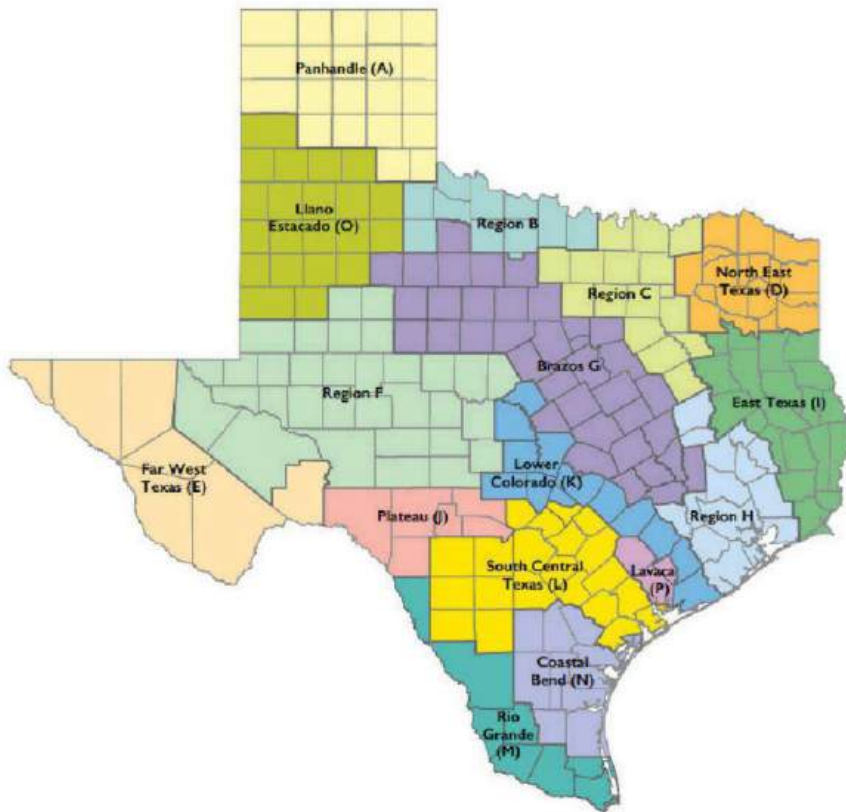 Panhandle (A)
Llano
Estacado (O)
Region B
North East
Texas (D)
Region C
Brazos G
Region F
East Texas (I)
Far West
Texas (E)
Lower
Colorado (K)
Plateau (J)
Region H
South Central
Texas (L)
Lavaca
(P)
Coastal
Bend (N)
Rio
Grande
(M)